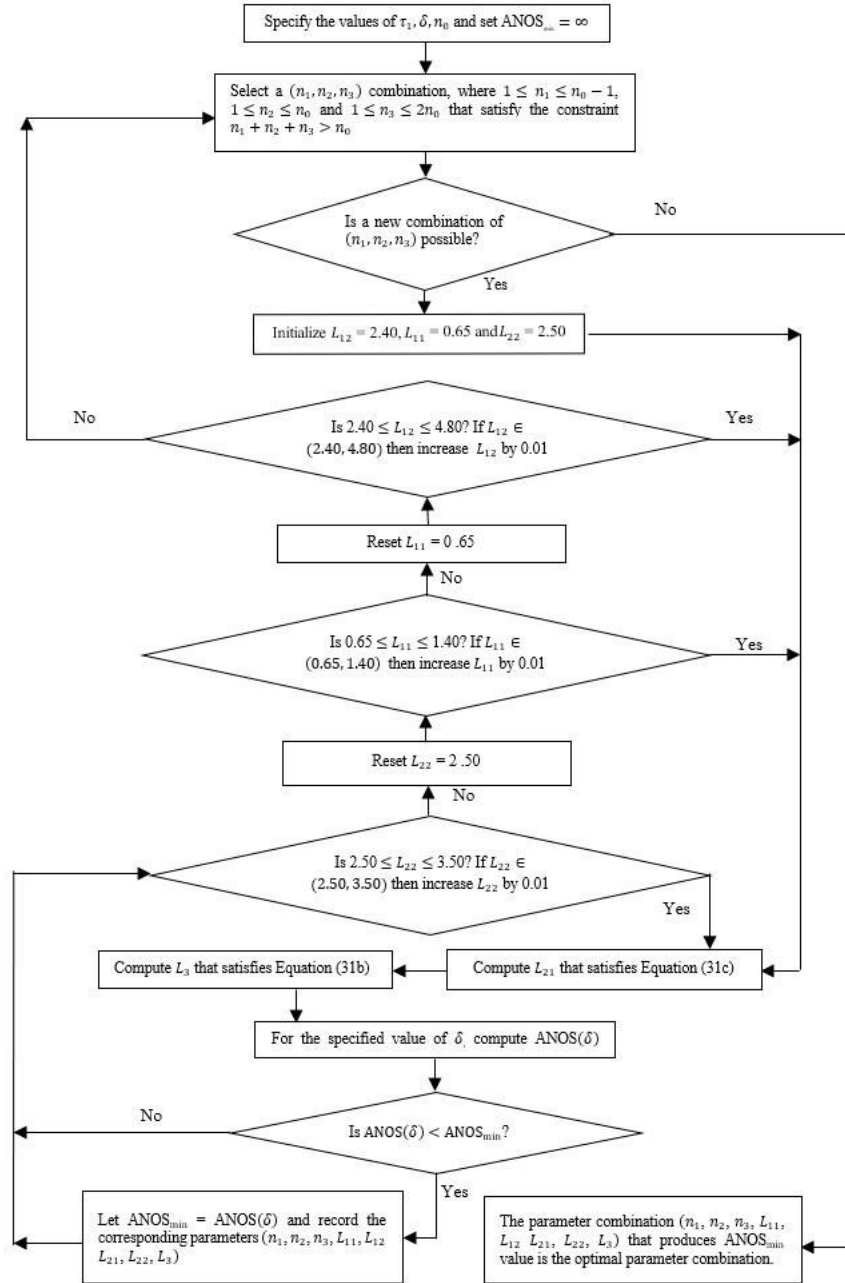 Specify the values of τ₁, δ, n₀ and set ANOSₘᵢₙ = ∞
Select a (n₁, n₂, n₃) combination, where 1 ≤ n₁ ≤ n₀ − 1,
1 ≤ n₂ ≤ n₀ and 1 ≤ n₃ ≤ 2n₀ that satisfy the constraint
n₁ + n₂ + n₃ > n₀
Is a new combination of
(n₁, n₂, n₃) possible?
No
Yes
Initialize L₁₂ = 2.40, L₁₁ = 0.65 and L₂₂ = 2.50
No
Is 2.40 ≤ L₁₂ ≤ 4.80? If L₁₂ ∈
(2.40, 4.80) then increase L₁₂ by 0.01
Yes
Reset L₁₁ = 0 .65
No
Is 0.65 ≤ L₁₁ ≤ 1.40? If L₁₁ ∈
(0.65, 1.40) then increase L₁₁ by 0.01
Yes
Reset L₂₂ = 2 .50
No
Is 2.50 ≤ L₂₂ ≤ 3.50? If L₂₂ ∈
(2.50, 3.50) then increase L₂₂ by 0.01
Yes
Compute L₃ that satisfies Equation (31b)
Compute L₂₁ that satisfies Equation (31c)
For the specified value of δ, compute ANOS(δ)
No
Is ANOS(δ) < ANOSₘᵢₙ?
Yes
Let ANOSₘᵢₙ = ANOS(δ) and record the
corresponding parameters (n₁, n₂, n₃, L₁₁, L₁₂
L₂₁, L₂₂, L₃)
The parameter combination (n₁, n₂, n₃, L₁₁,
L₁₂ L₂₁, L₂₂, L₃) that produces ANOSₘᵢₙ
value is the optimal parameter combination.